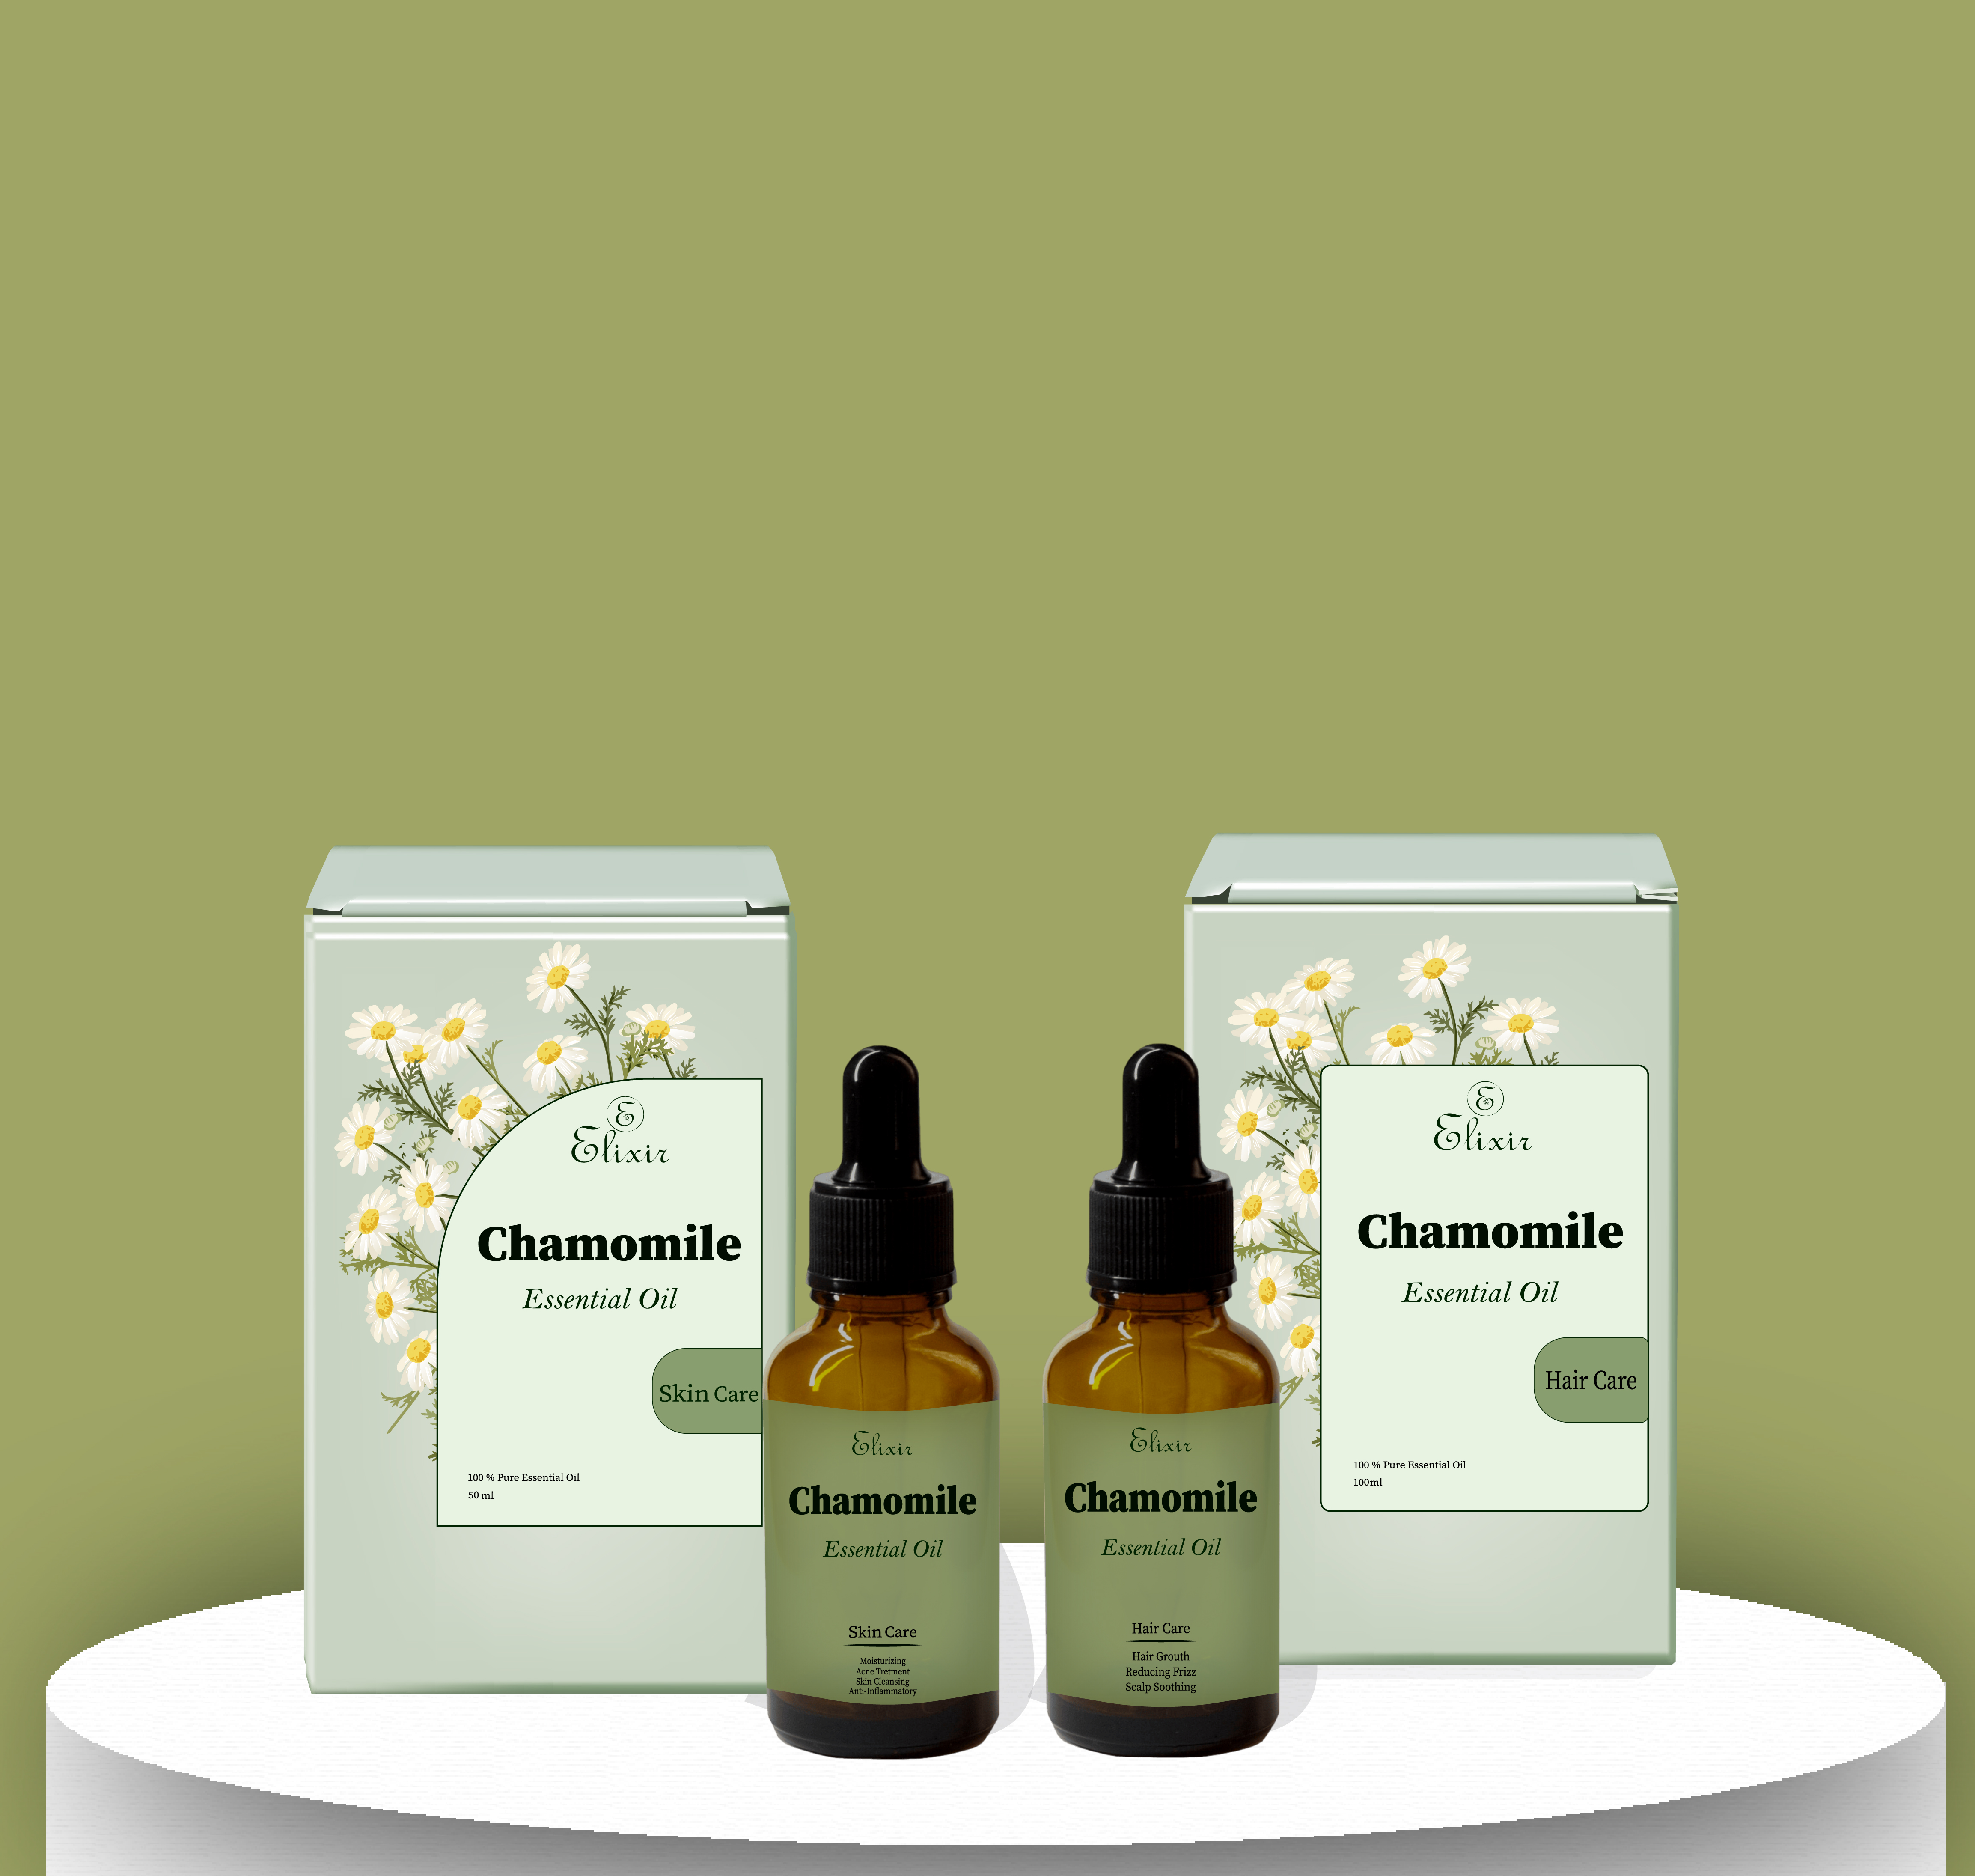 E
Elixir
Chamomile
Essential Oil
Skin Care
100 % Pure Essential Oil
50 ml
Elixir
Chamomile
Essential Oil
Skin Care
Moisturizing
Acne Tretment
Skin Cleansing
Anti-Inflammatory
Elixir
Chamomile
Essential Oil
Hair Care
Hair Grouth
Reducing Frizz
Scalp Soothing
E
Elixir
Chamomile
Essential Oil
Hair Care
100 % Pure Essential Oil
100ml